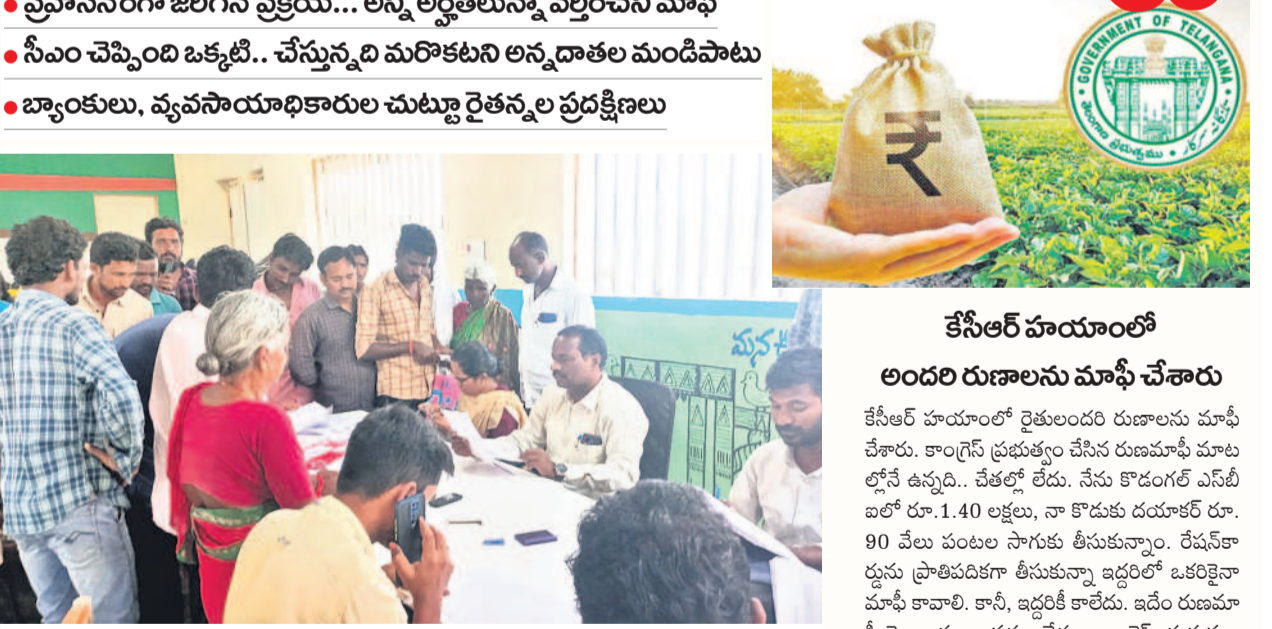 ప్రహసనంగా జరిగిన ప్రక్రియ... అన్ని అర్హతలున్నా వర్తించని మాఫీ
సీఎం చెప్పింది ఒక్కటి.. చేస్తున్నది మరొకటని అన్నదాతల మండిపాటు
బ్యాంకులు, వ్యవసాయాధికారుల చుట్టూ రైతన్నల ప్రదక్షిణలు
GOVERNMENT OF TELANGANA
తెలంగాణ ప్రభుత్వము
₹
మన
కేసీఆర్ హయాంలో
అందరి రుణాలను మాఫీ చేశారు
కేసీఆర్ హయాంలో రైతులందరి రుణాలను మాఫీ
చేశారు. కాంగ్రెస్ ప్రభుత్వం చేసిన రుణమాఫీ మాట
ల్లోనే ఉన్నది.. చేతల్లో లేదు. నేను కొడంగల్ ఎస్‌బీ
ఐలో రూ.1.40 లక్షలు, నా కొడుకు దయాకర్ రూ.
90 వేలు పంటల సాగుకు తీసుకున్నాం. రేషన్‌కా
ర్డును ప్రాతిపదికగా తీసుకున్నా ఇద్దరిలో ఒకరికైనా
మాఫీ కావాలి. కానీ, ఇద్దరికీ కాలేదు. ఇదేం రుణమా